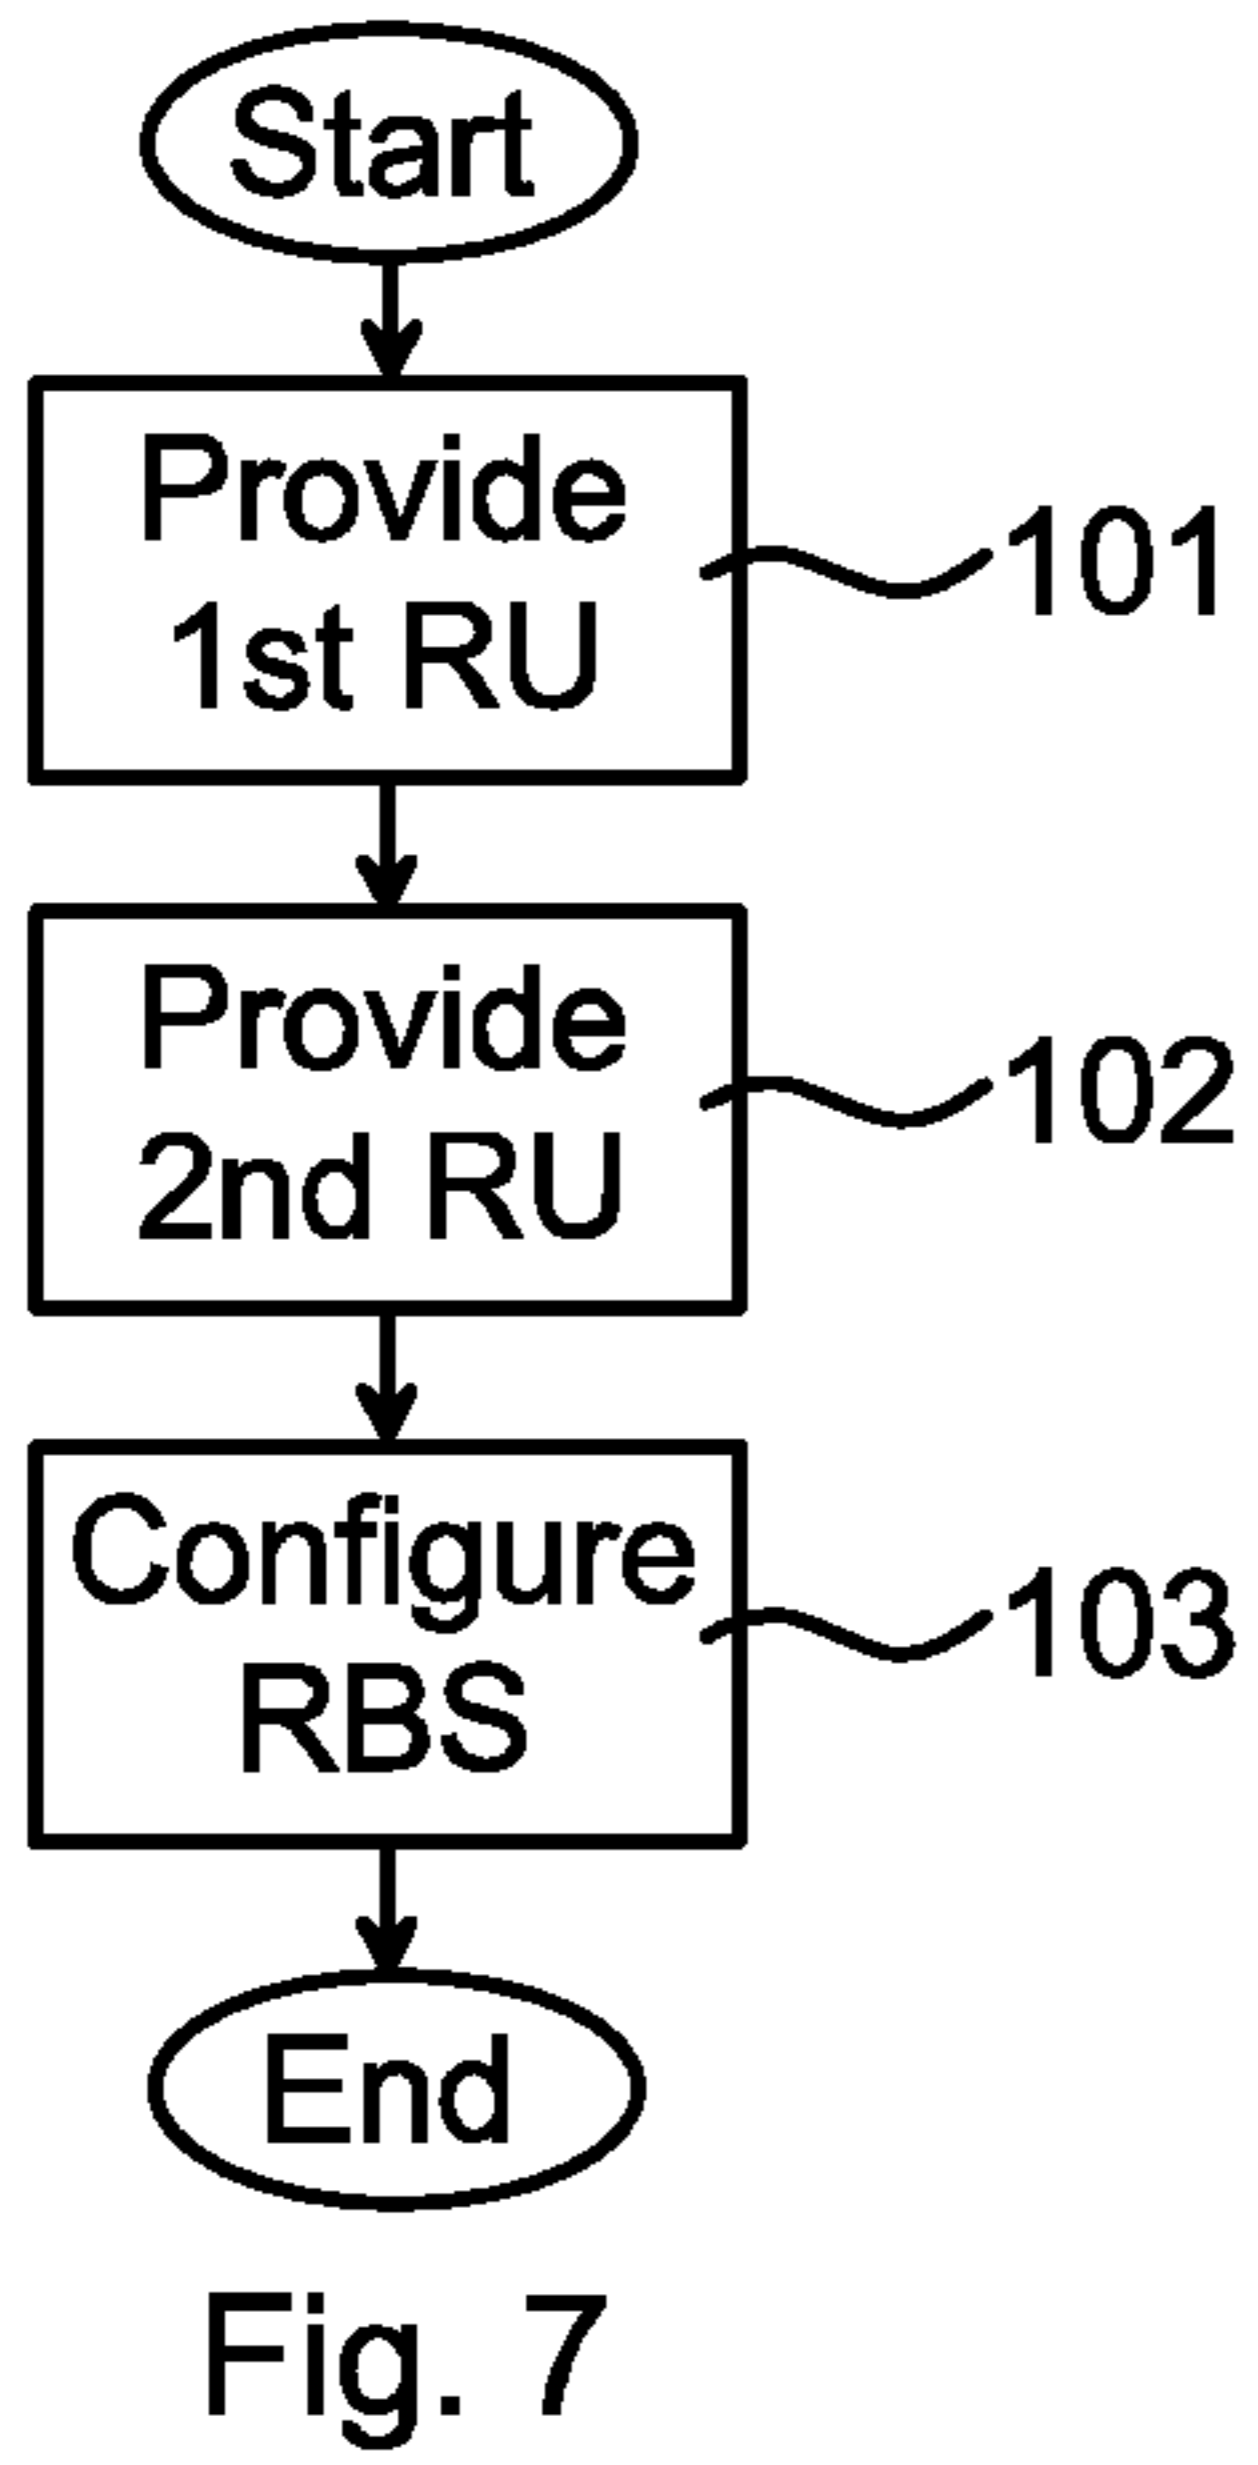 Start
Provide
1st RU
101
Provide
2nd RU
102
Configure
RBS
103
End
Fig. 7